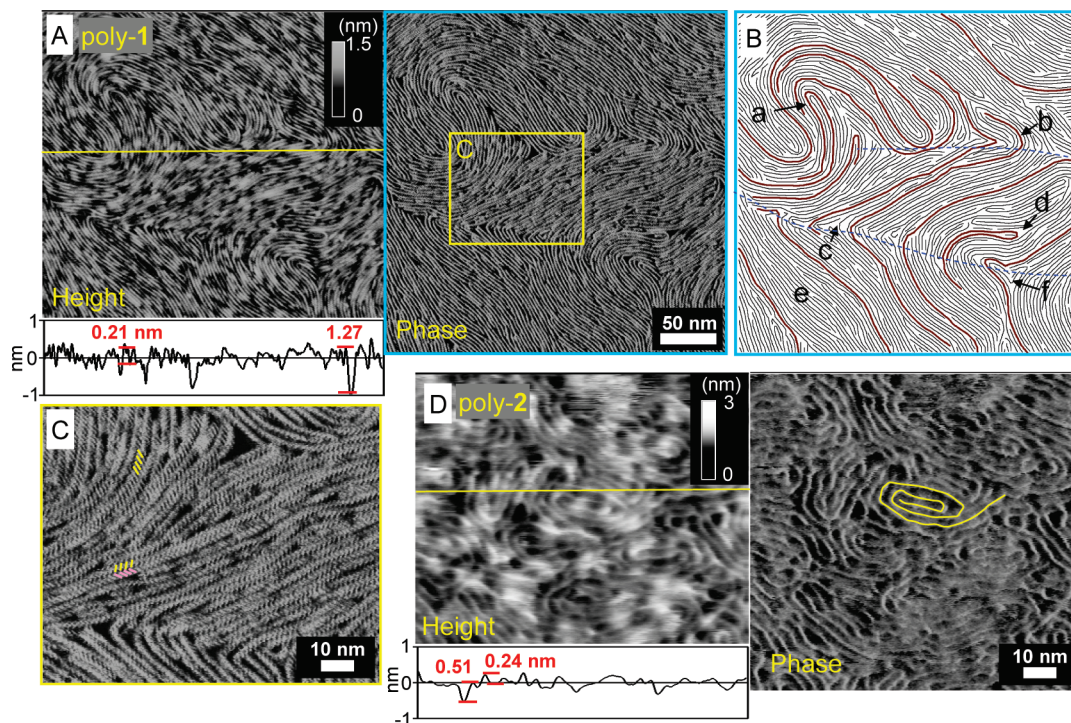 A poly-1
(nm)
1.5
0
Height
C
Phase
50 nm
B
a
b
c
d
e
f
1
0
-1
nm
0.21 nm
1.27
C
10 nm
D poly-2
(nm)
3
0
Height
1
0
-1
nm
0.51
0.24 nm
Phase
10 nm